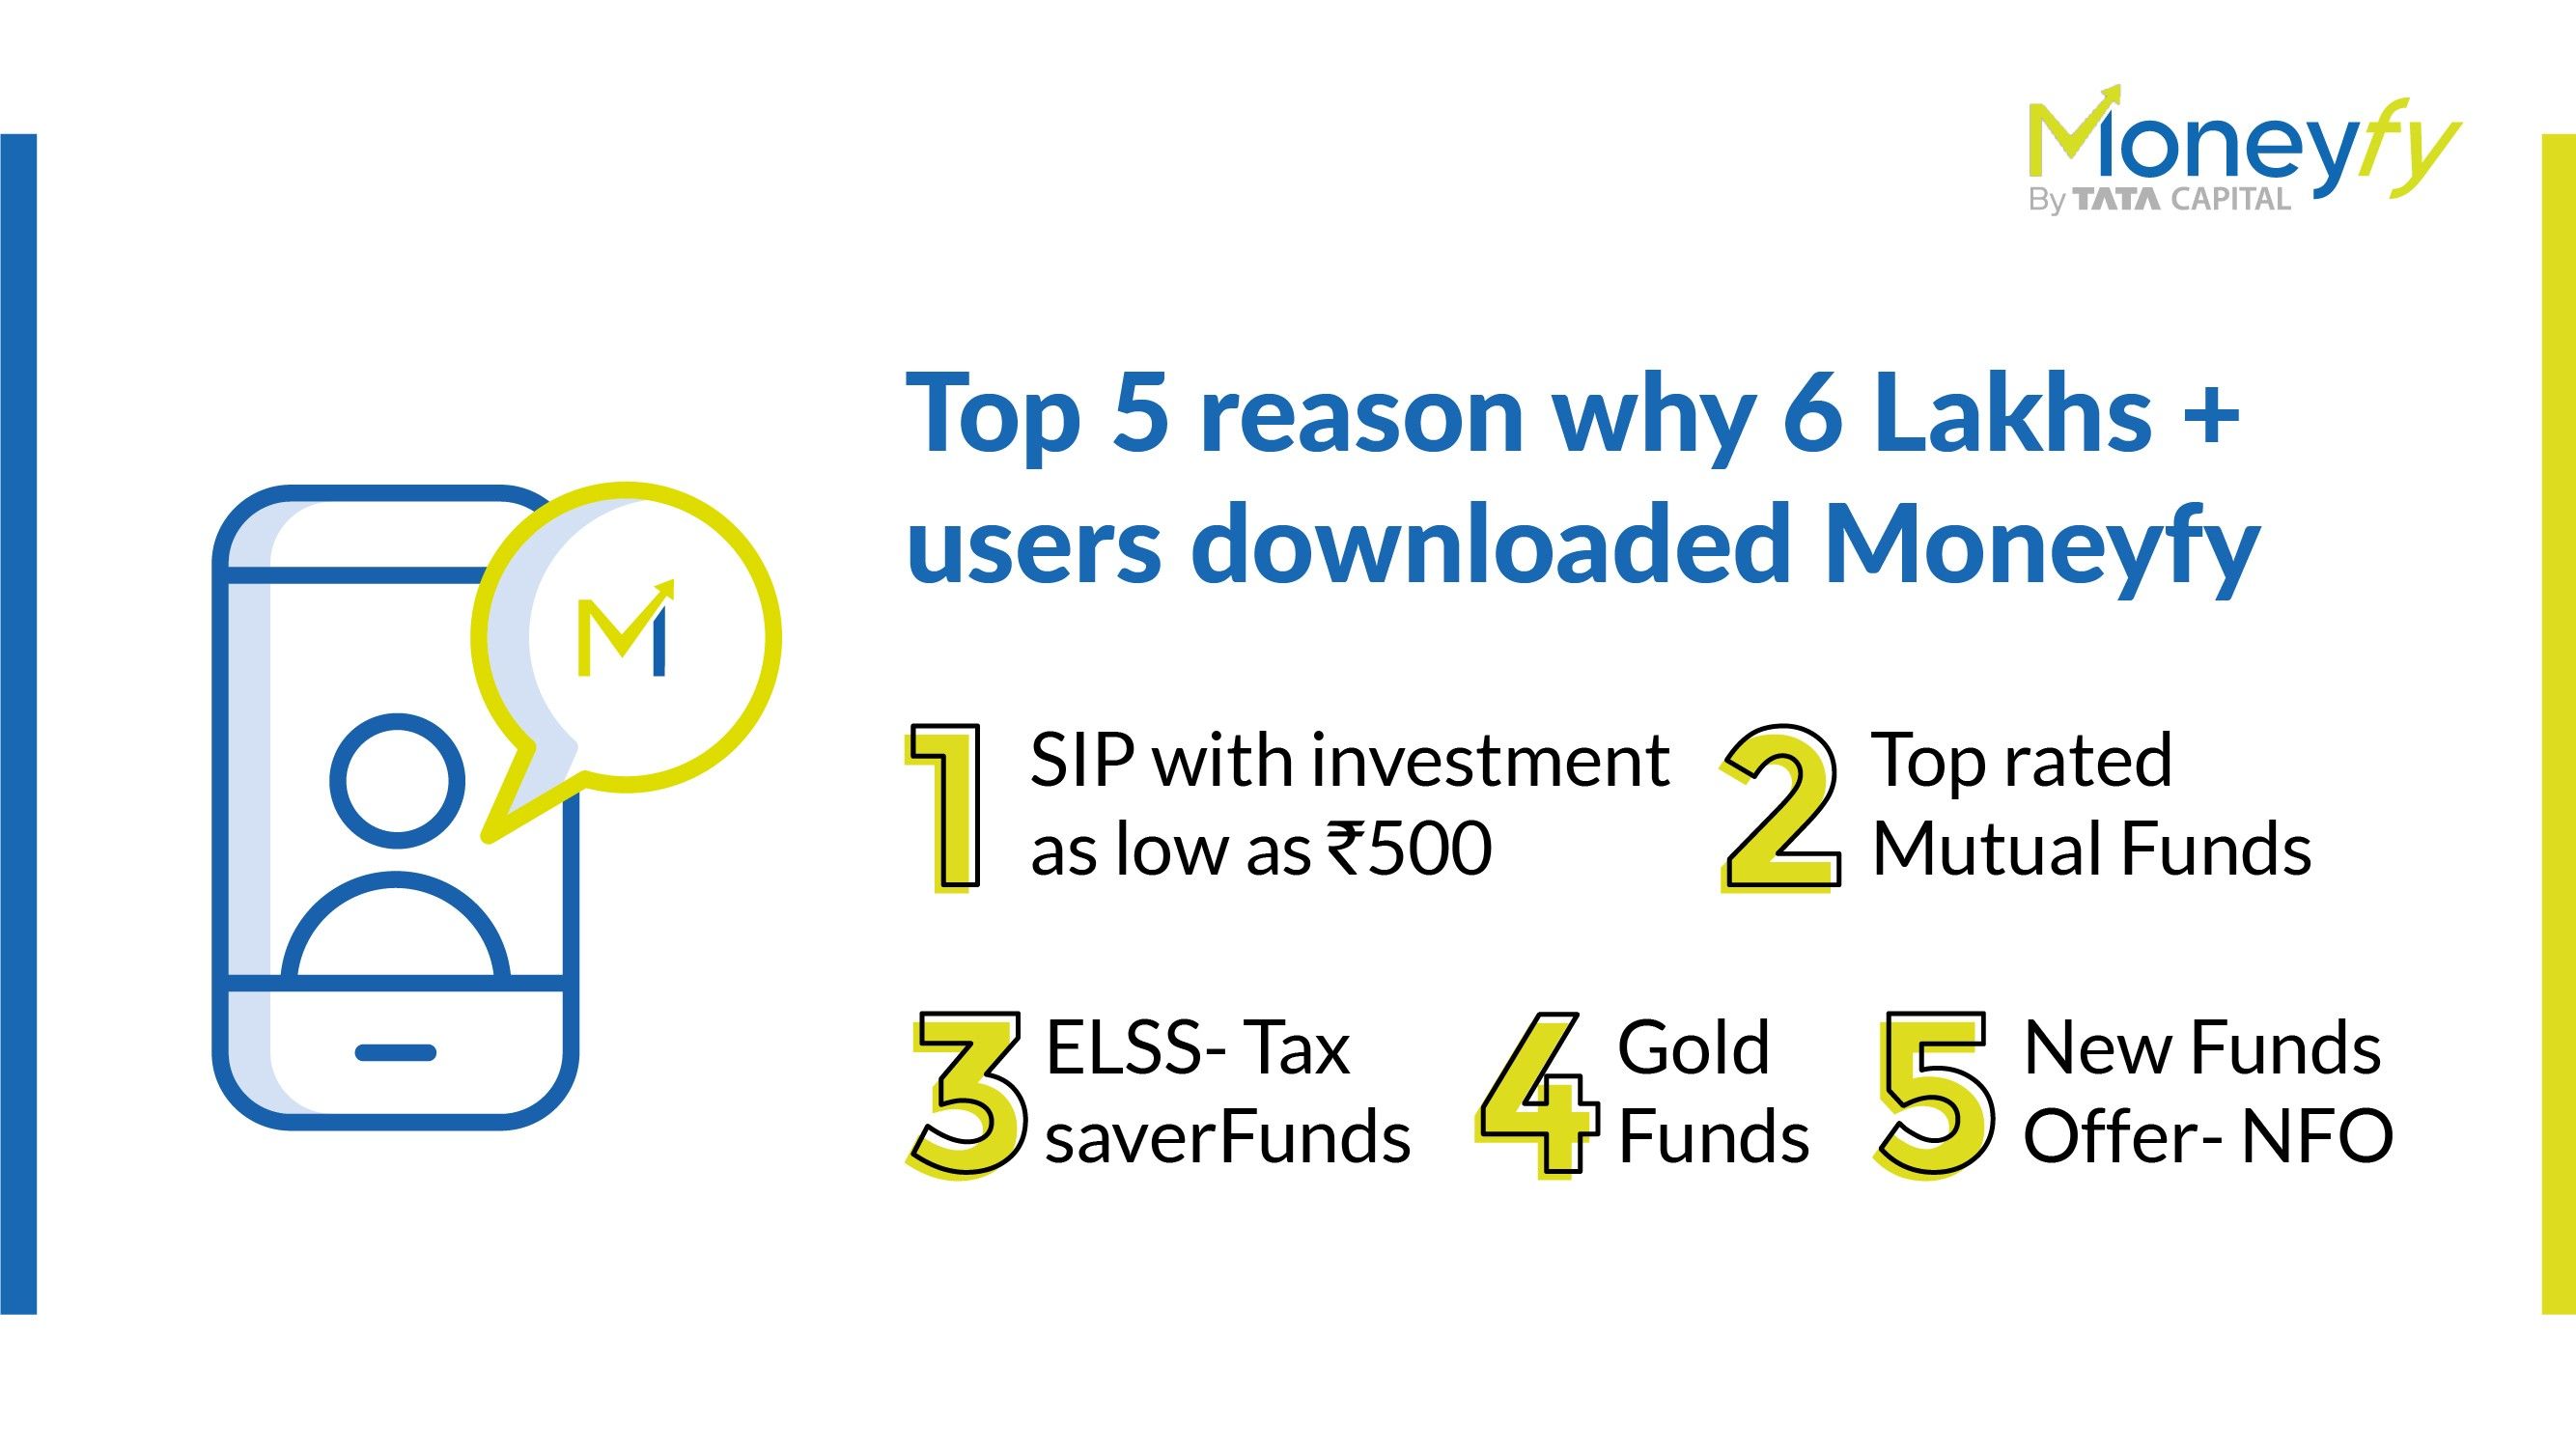 Moneyfy
By TATA CAPITAL
Top 5 reason why 6 Lakhs +
users downloaded Moneyfy
M
1 SIP with investment
as low as ₹500
2 Top rated
Mutual Funds
3 ELSS- Tax
saverFunds
4 Gold
Funds
5 New Funds
Offer- NFO